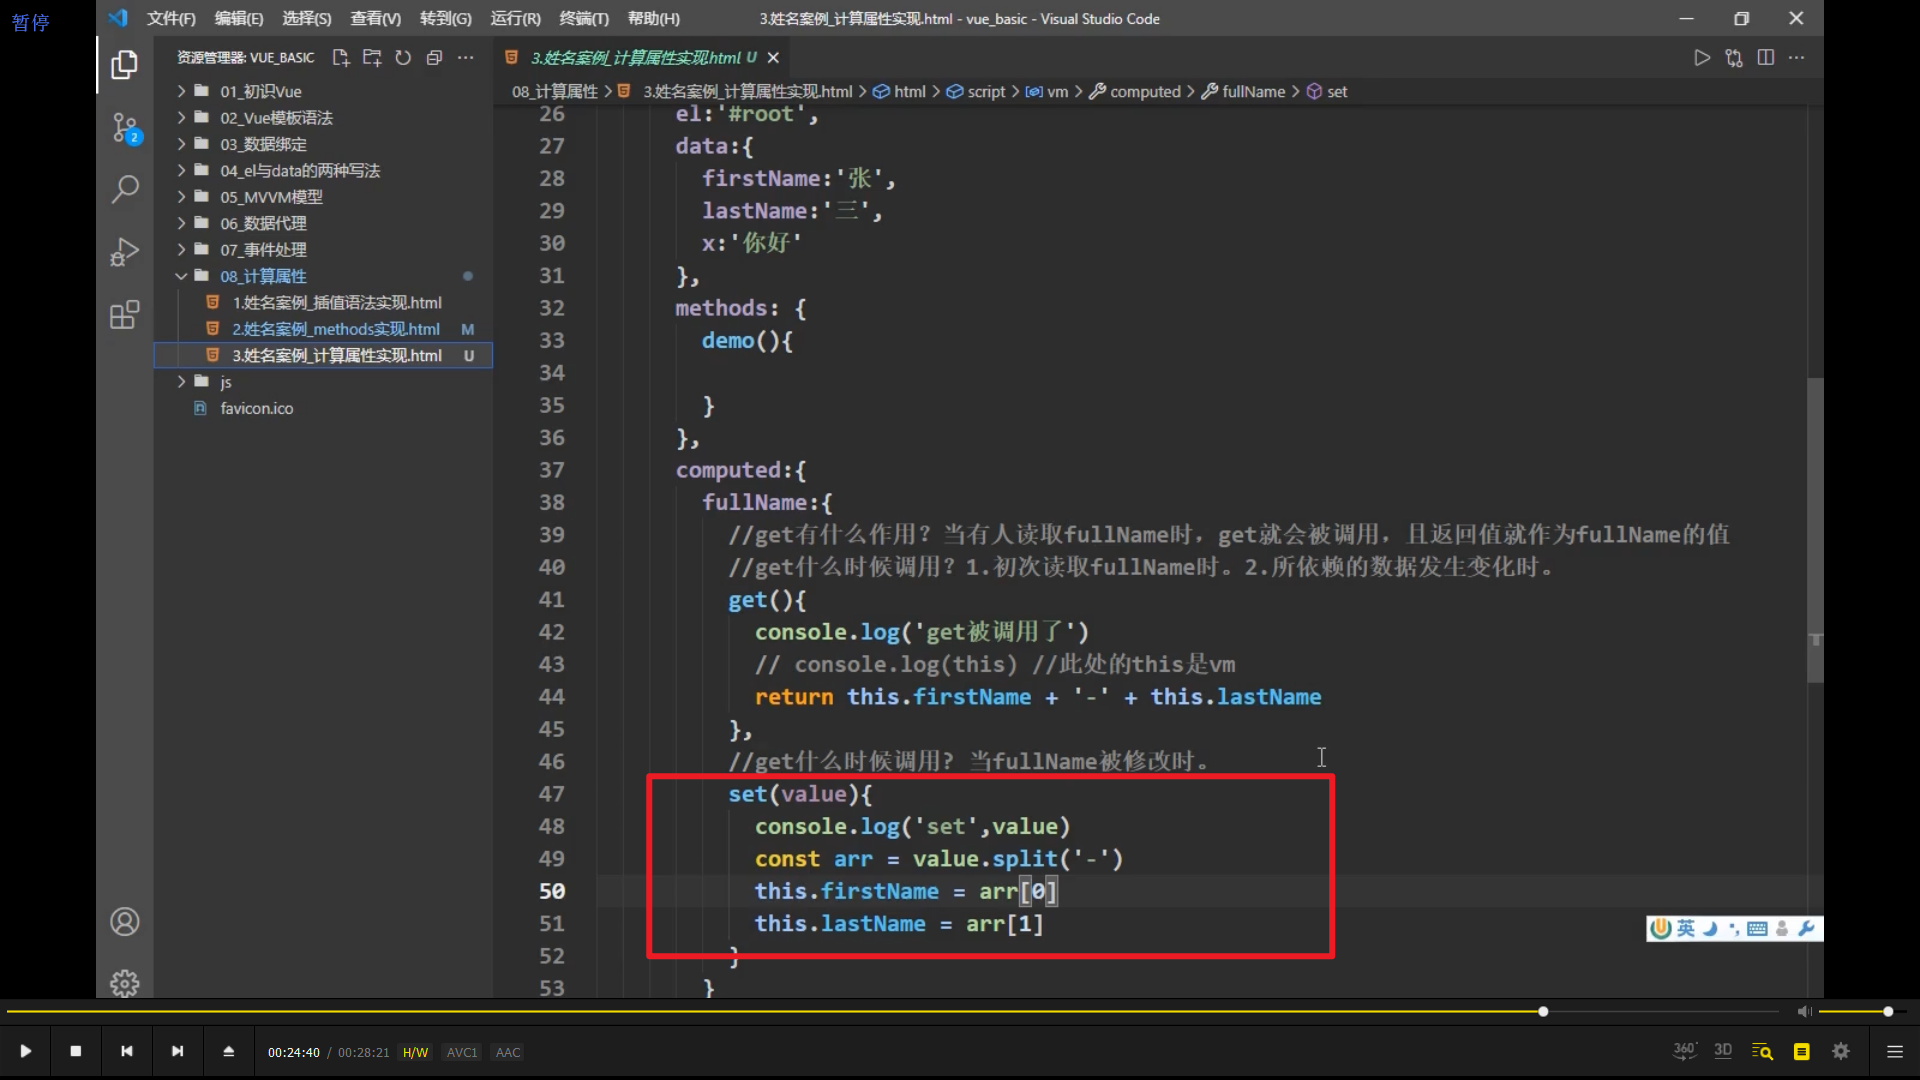 暂停
文件(F) 编辑(E) 选择(S) 查看(V) 转到(G) 运行(R) 终端(T) 帮助(H) 3.姓名案例_计算属性实现.html - vue_basic - Visual Studio Code
资源管理器: VUE_BASIC
01_初识Vue
02_Vue模板语法
03_数据绑定
04_el与data的两种写法
05_MVVM模型
06_数据代理
07_事件处理
08_计算属性
1.姓名案例_插值语法实现.html
2.姓名案例_methods实现.html M
3.姓名案例_计算属性实现.html U
js
favicon.ico
2
3.姓名案例_计算属性实现.html U
08_计算属性 > 3.姓名案例_计算属性实现.html > html > script > vm > computed > fullName > set
26 el:'#root',
27 data:{
28 firstName:'张',
29 lastName:'三',
30 x:'你好'
31 },
32 methods: {
33 demo(){
34
35 }
36 },
37 computed:{
38 fullName:{
39 //get有什么作用？当有人读取fullName时，get就会被调用，且返回值就作为fullName的值
40 //get什么时候调用？1.初次读取fullName时。2.所依赖的数据发生变化时。
41 get(){
42 console.log('get被调用了')
43 // console.log(this) //此处的this是vm
44 return this.firstName + '-' + this.lastName
45 },
46 //get什么时候调用? 当fullName被修改时。
47 set(value){
48 console.log('set',value)
49 const arr = value.split('-')
50 this.firstName = arr[0]
51 this.lastName = arr[1]
52 }
53 }
英
00:24:40 / 00:28:21 H/W AVC1 AAC
360° 3D